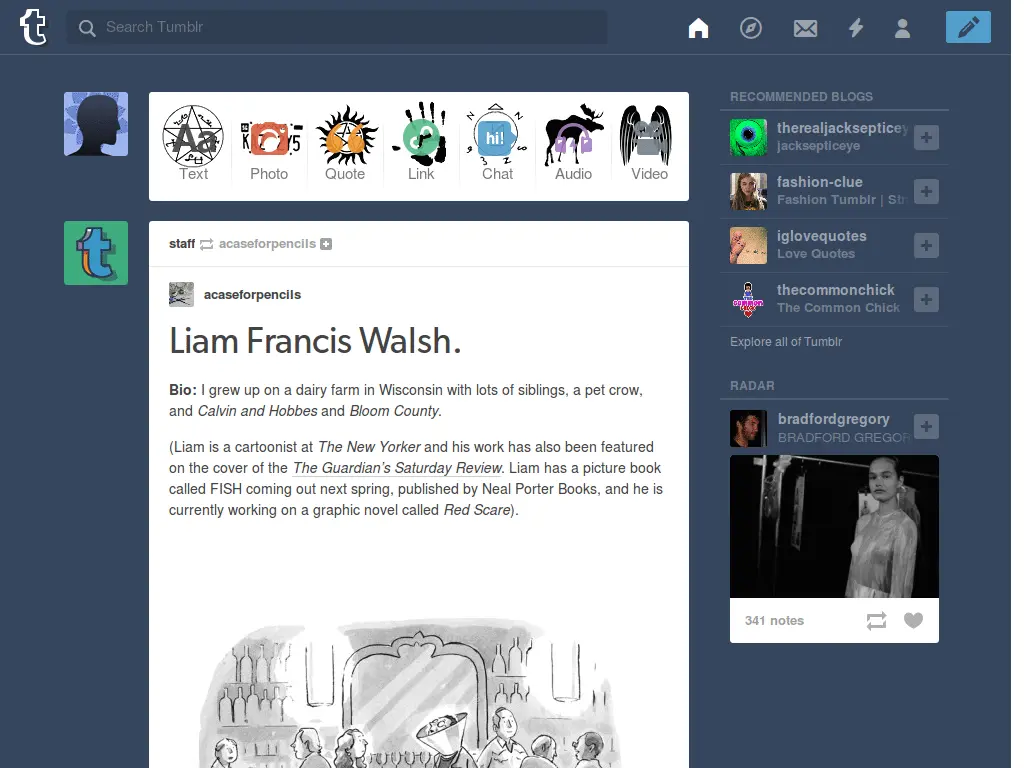 Search Tumblr
Aa
hi!
Text
Photo
Quote
Link
Chat
Audio
Video
staff acaseforpencils
acaseforpencils
Liam Francis Walsh.
Bio: I grew up on a dairy farm in Wisconsin with lots of siblings, a pet crow,
and Calvin and Hobbes and Bloom County.
(Liam is a cartoonist at The New Yorker and his work has also been featured
on the cover of the The Guardian's Saturday Review. Liam has a picture book
called FISH coming out next spring, published by Neal Porter Books, and he is
currently working on a graphic novel called Red Scare).
RECOMMENDED BLOGS
therealjacksepticey
jacksepticeye
fashion-clue
Fashion Tumblr | Str
iglovequotes
Love Quotes
thecommonchick
The Common Chick
Explore all of Tumblr
RADAR
bradfordgregory
BRADFORD GREGOR
341 notes